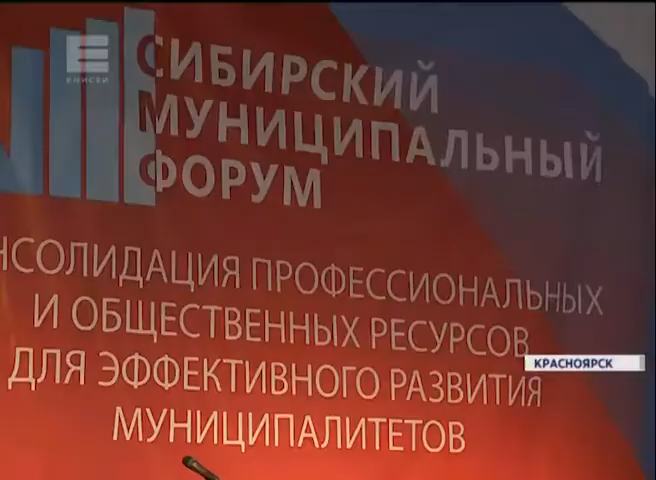 ЕНИСЕЙ
СИБИРСКИЙ
МУНИЦИПАЛЬНЫЙ
ФОРУМ
НСОЛИДАЦИЯ ПРОФЕССИОНАЛЬНЫХ
И ОБЩЕСТВЕННЫХ РЕСУРСОВ
КРАСНОЯРСК
ДЛЯ ЭФФЕКТИВНОГО РАЗВИТИЯ
МУНИЦИПАЛИТЕТОВ